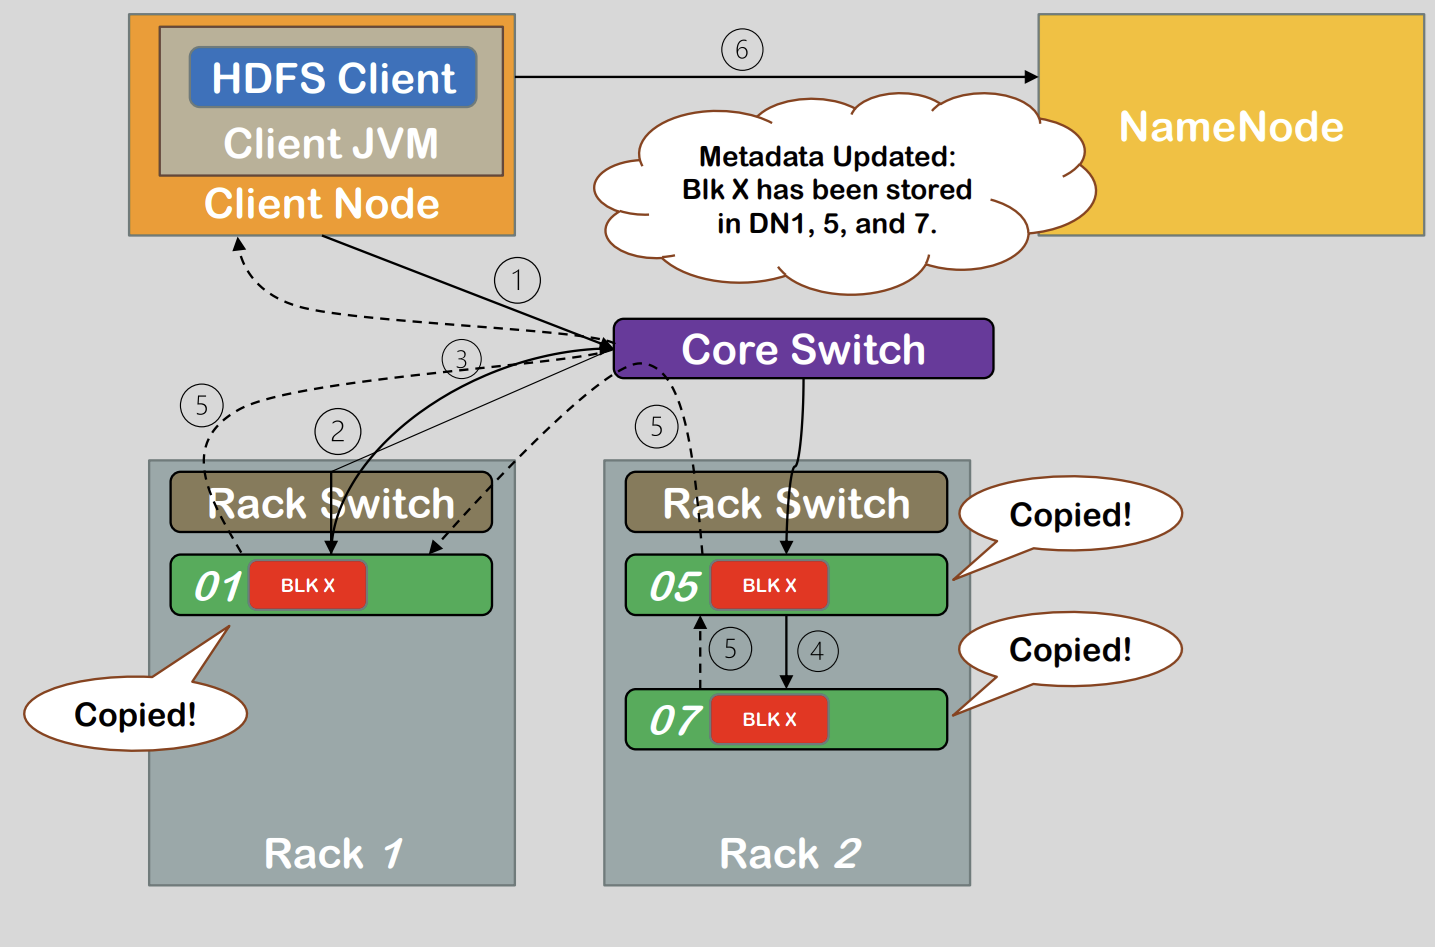 HDFS Client
Client JVM
Client Node
6
NameNode
Metadata Updated:
Blk X has been stored
in DN1, 5, and 7.
1
Core Switch
3
5
2
5
Rack Switch
Rack Switch
Copied!
01 BLK X
05 BLK X
5
4
Copied!
Copied!
07 BLK X
Rack 1
Rack 2